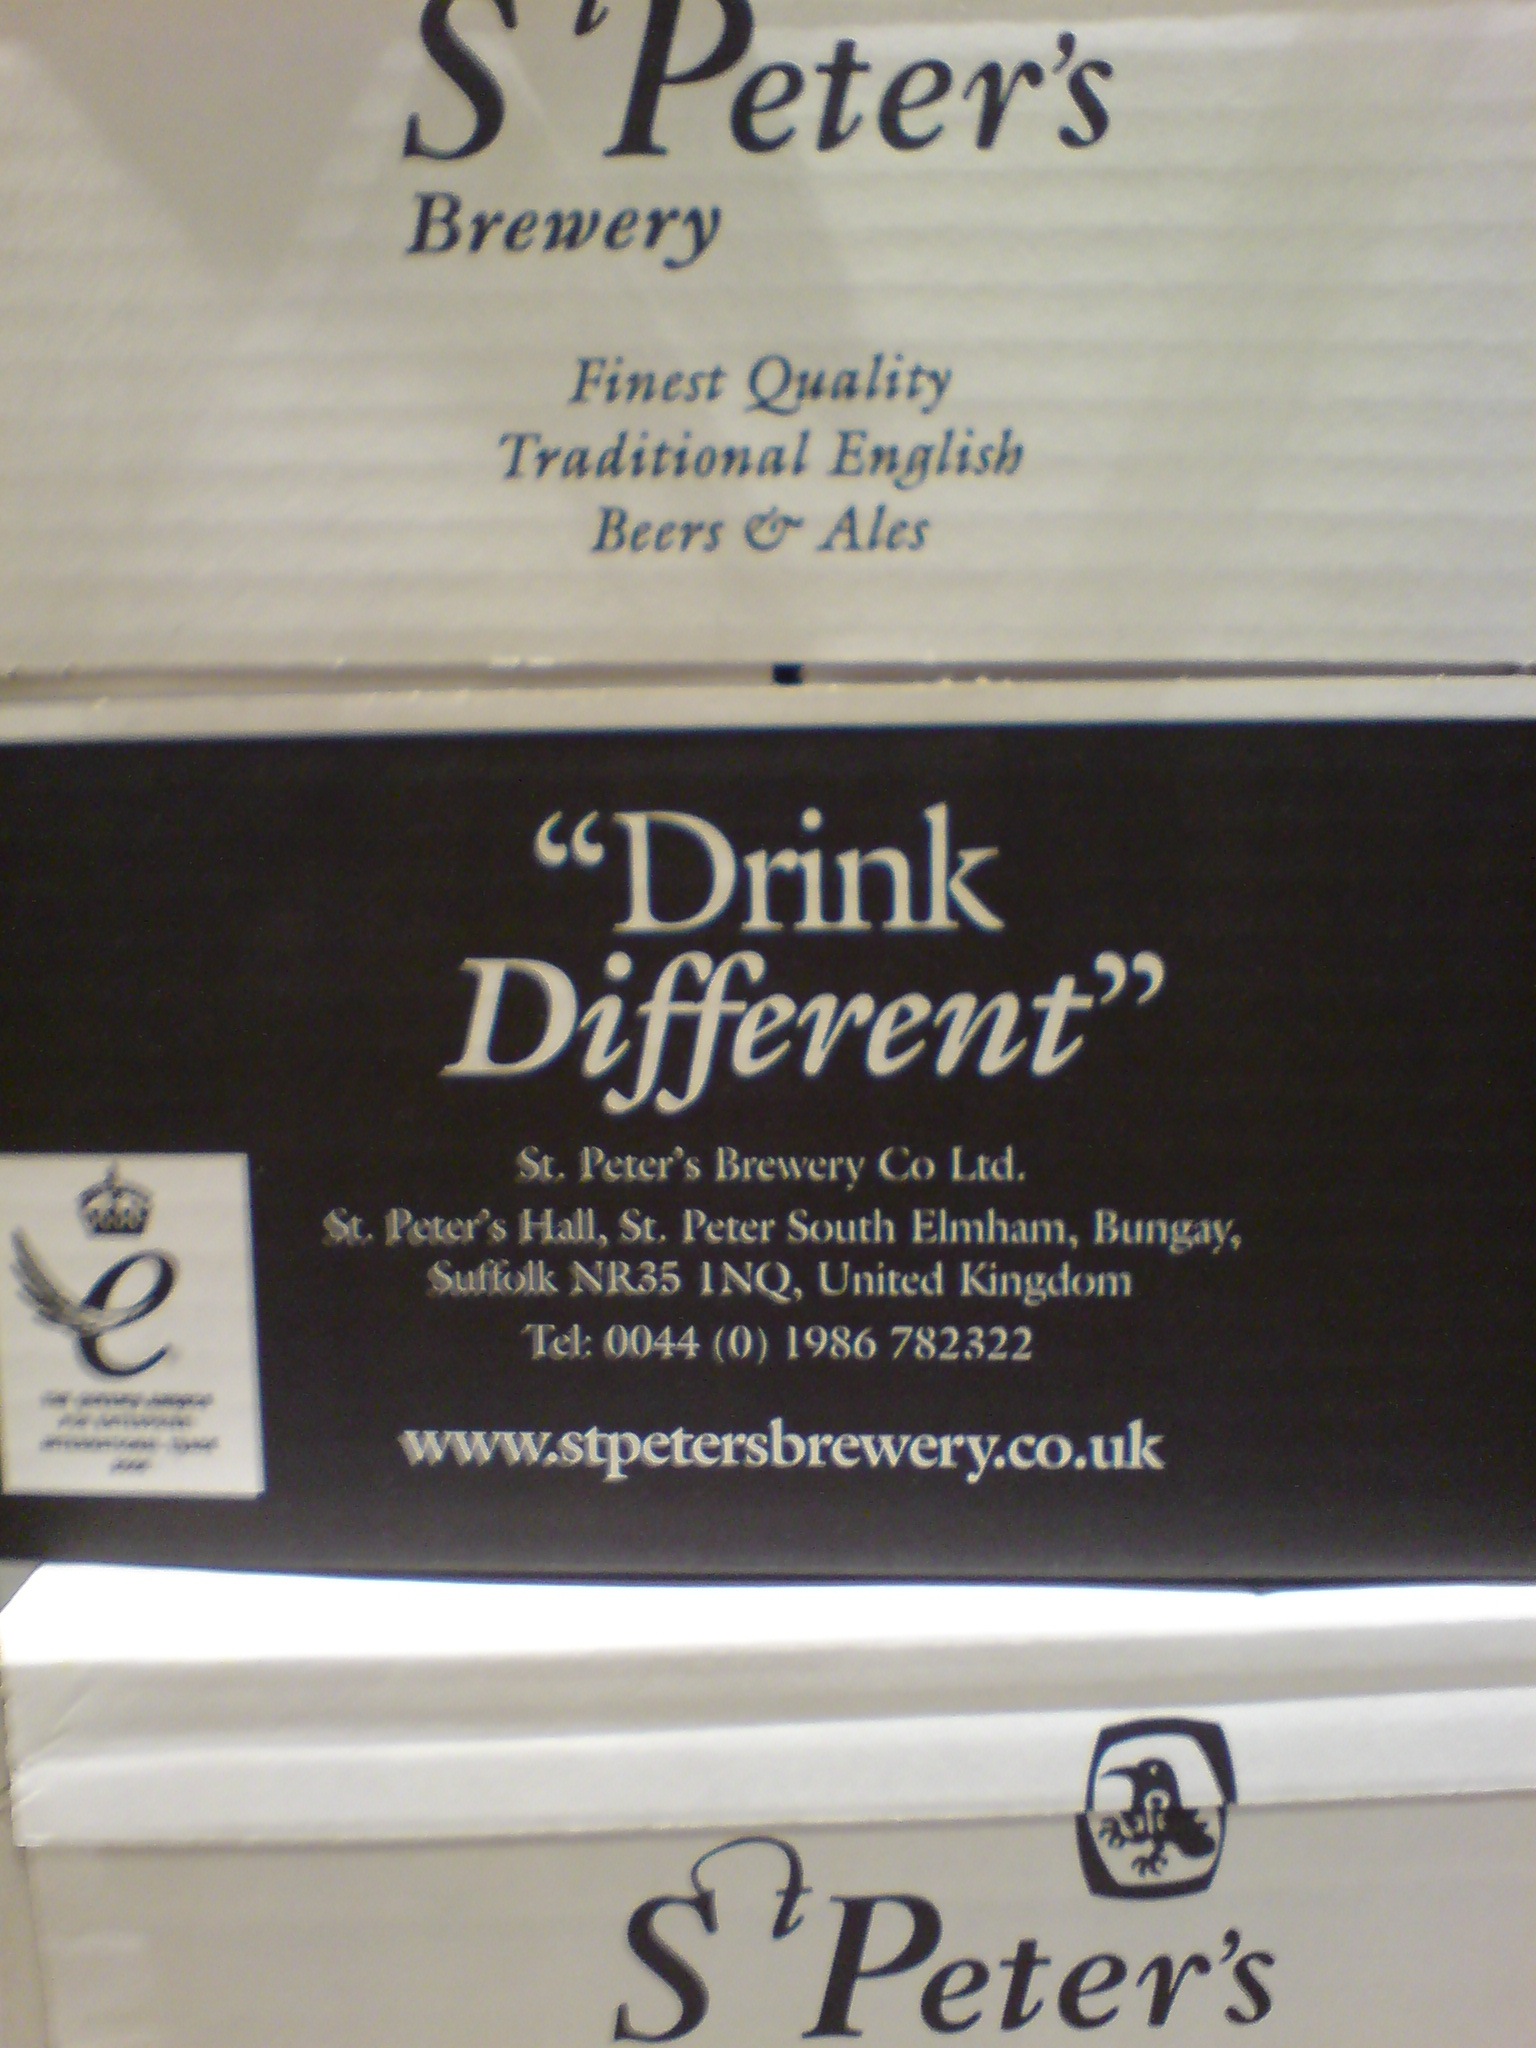 St Peter's
Brewery
Finest Quality
Traditional English
Beers & Ales
“Drink
Different”
St. Peter's Brewery Co Ltd.
St. Peter's Hall, St. Peter South Elmham, Bungay,
Suffolk NR35 1NQ, United Kingdom
Tel: 0044 (0) 1986 782322
www.stpetersbrewery.co.uk
e
St Peter's